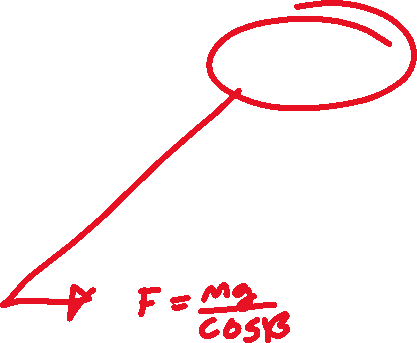 F = mg/cosβ